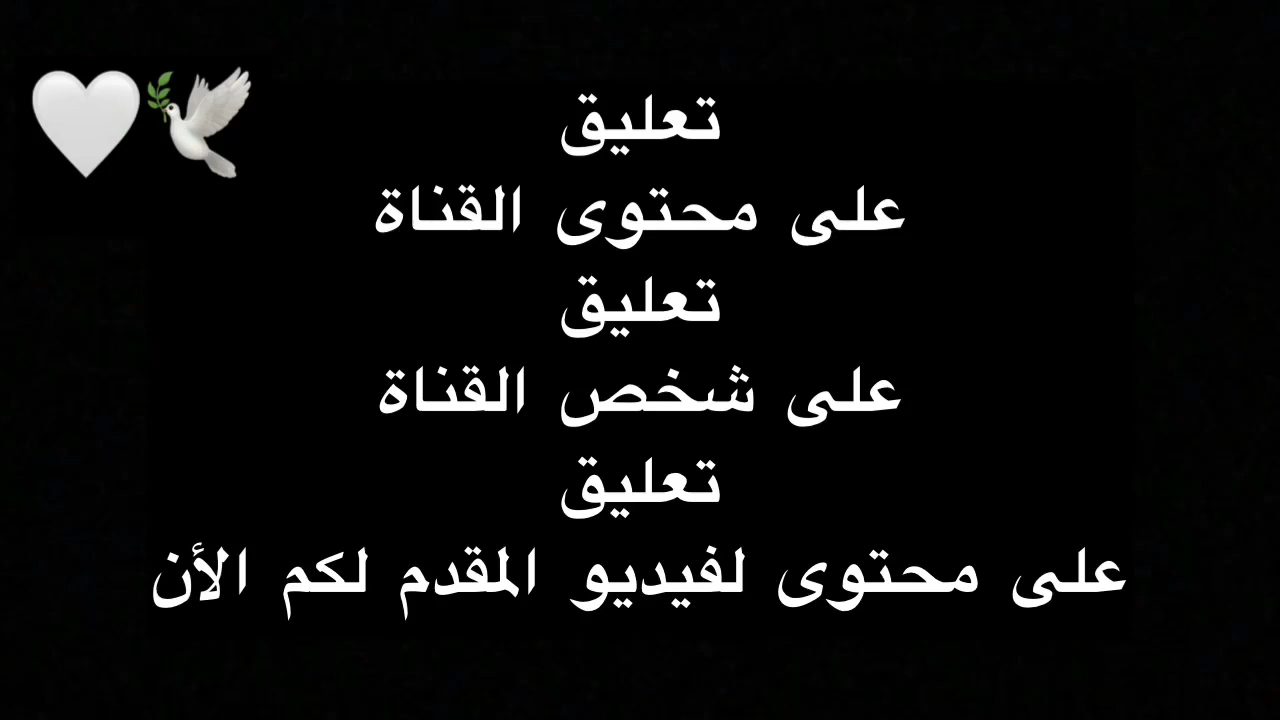 تعليق
على محتوى القناة
تعليق
على شخص القناة
تعليق
على محتوى لفيديو المقدم لكم الأن